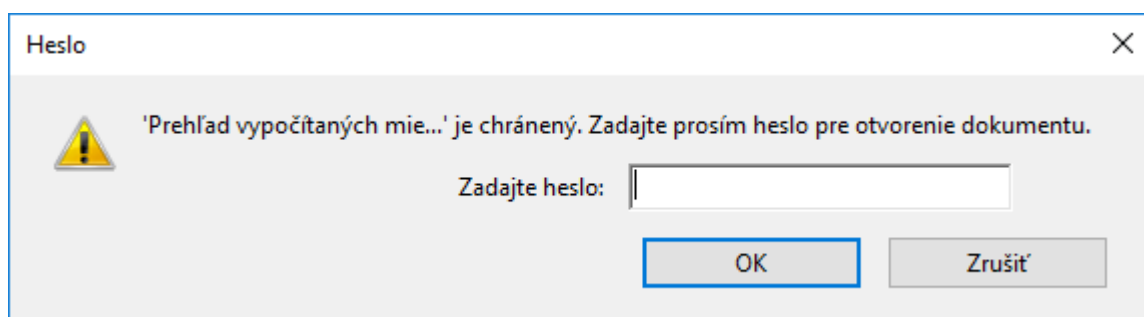 Heslo
'Prehľad vypočítaných mie...' je chránený. Zadajte prosím heslo pre otvorenie dokumentu.
Zadajte heslo:
OK Zrušiť